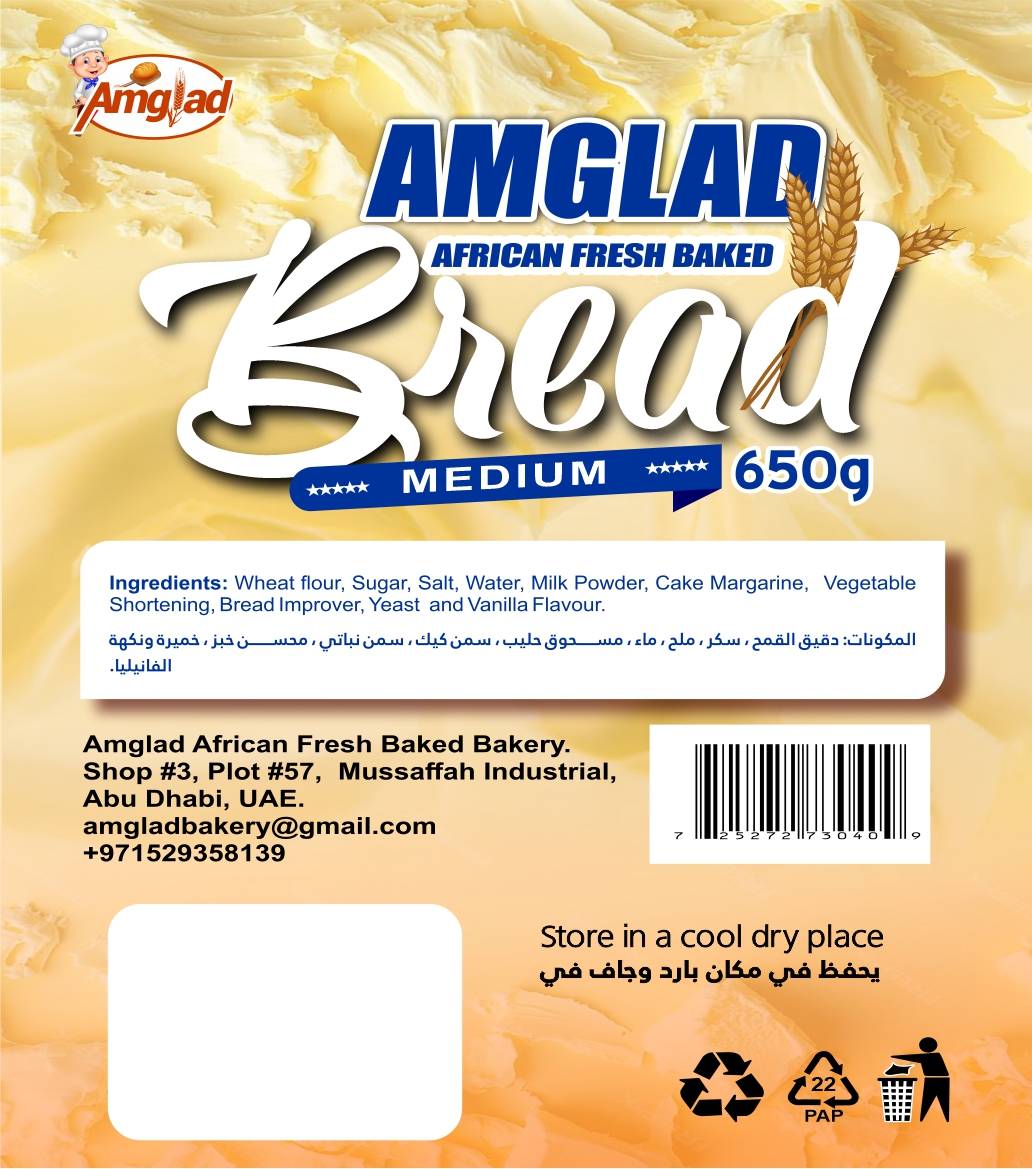 Amglad
AMGLAD
AFRICAN FRESH BAKED
Bread
MEDIUM
650g
Ingredients: Wheat flour, Sugar, Salt, Water, Milk Powder, Cake Margarine, Vegetable
Shortening, Bread Improver, Yeast and Vanilla Flavour.
المكونات: دقيق القمح ، سكر ، ملح ، ماء ، مســـحوق حليب ، سمن كيك ، سمن نباتي ، محســـن خبز ، خميرة ونكهة
الفانيليا.
Amglad African Fresh Baked Bakery.
Shop #3, Plot #57, Mussaffah Industrial,
Abu Dhabi, UAE.
amgladbakery@gmail.com
+971529358139
7 25272 73040 9
Store in a cool dry place
يحفظ في مكان بارد وجاف في
22
PAP